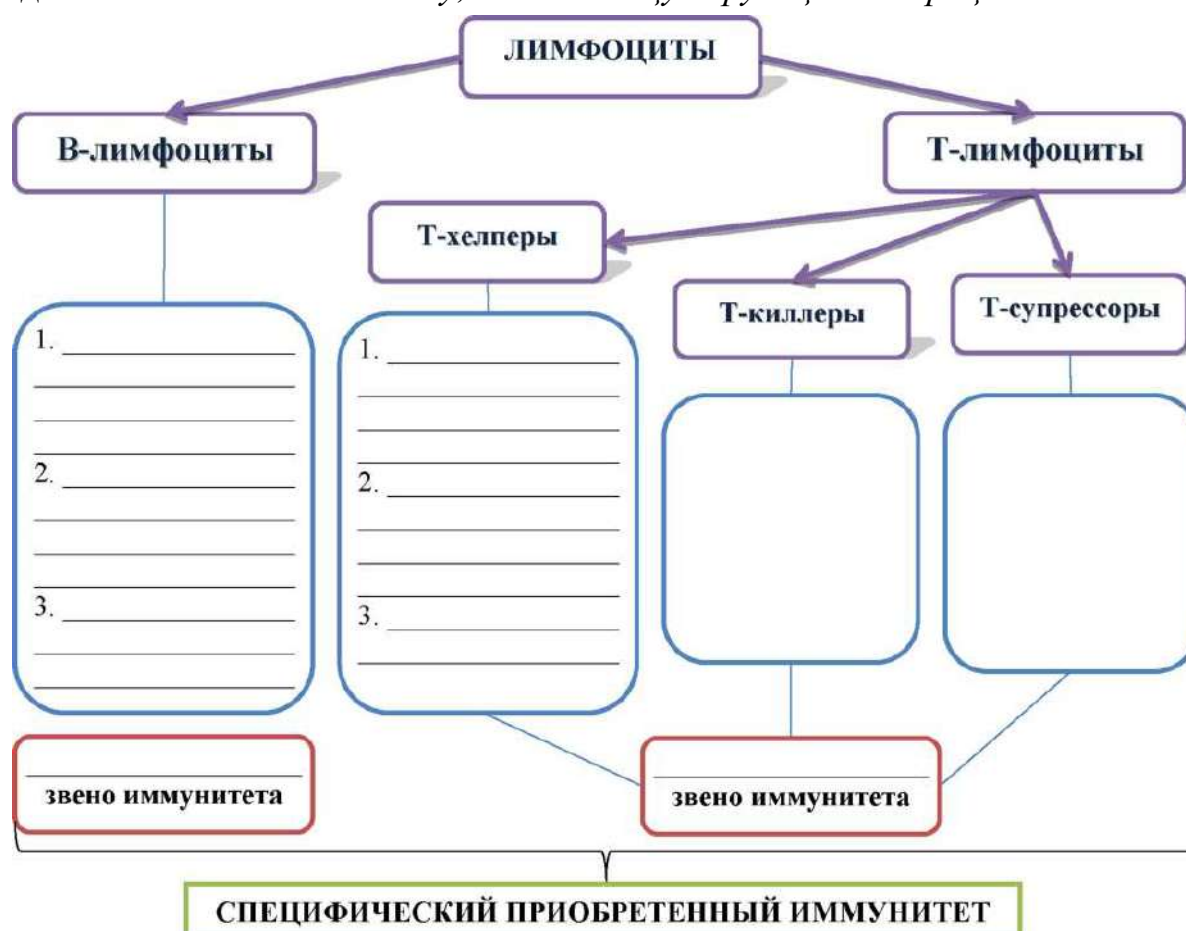 ЛИМФОЦИТЫ
В-лимфоциты
Т-лимфоциты
Т-хелперы
Т-киллеры
Т-супрессоры
1.
2.
3.
1.
2.
3.
звено иммунитета
звено иммунитета
СПЕЦИФИЧЕСКИЙ ПРИОБРЕТЕННЫЙ ИММУНИТЕТ